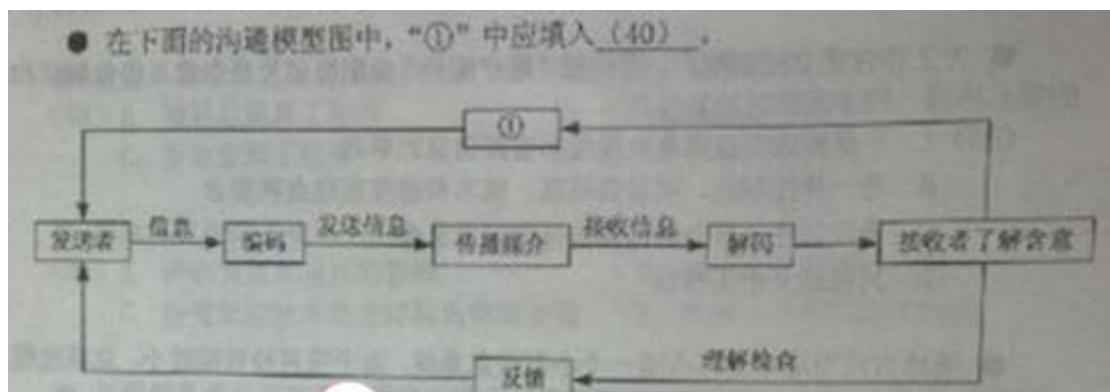 ● 在下面的沟通模型图中，“①”中应填入 (40) 。
①
发送者 信息 编码 发送信息 传播媒介 接收信息 解码 接收者了解含意
反馈 理解检查